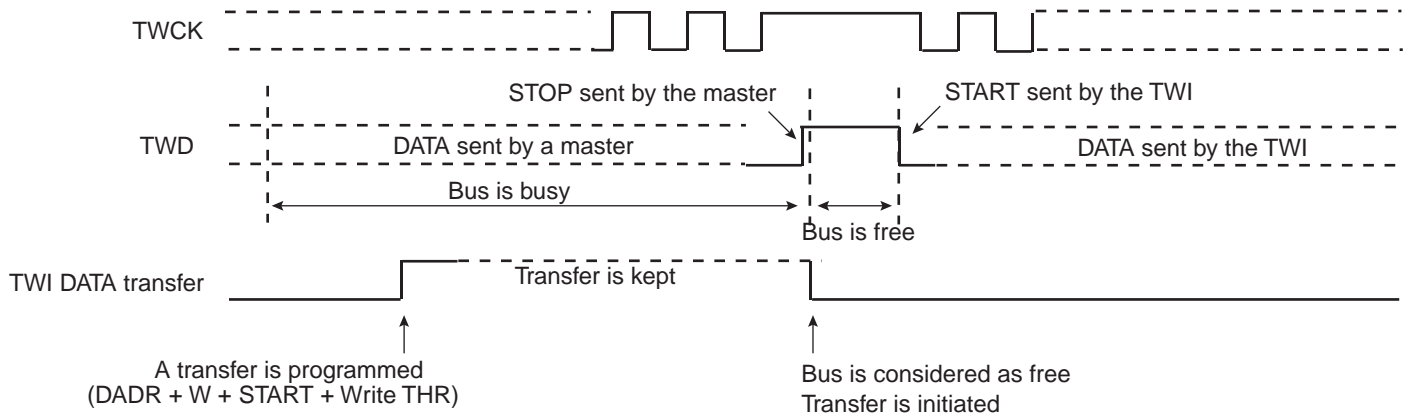 TWCK
STOP sent by the master
START sent by the TWI
TWD
DATA sent by a master
DATA sent by the TWI
Bus is busy
Bus is free
TWI DATA transfer
Transfer is kept
A transfer is programmed
(DADR + W + START + Write THR)
Bus is considered as free
Transfer is initiated